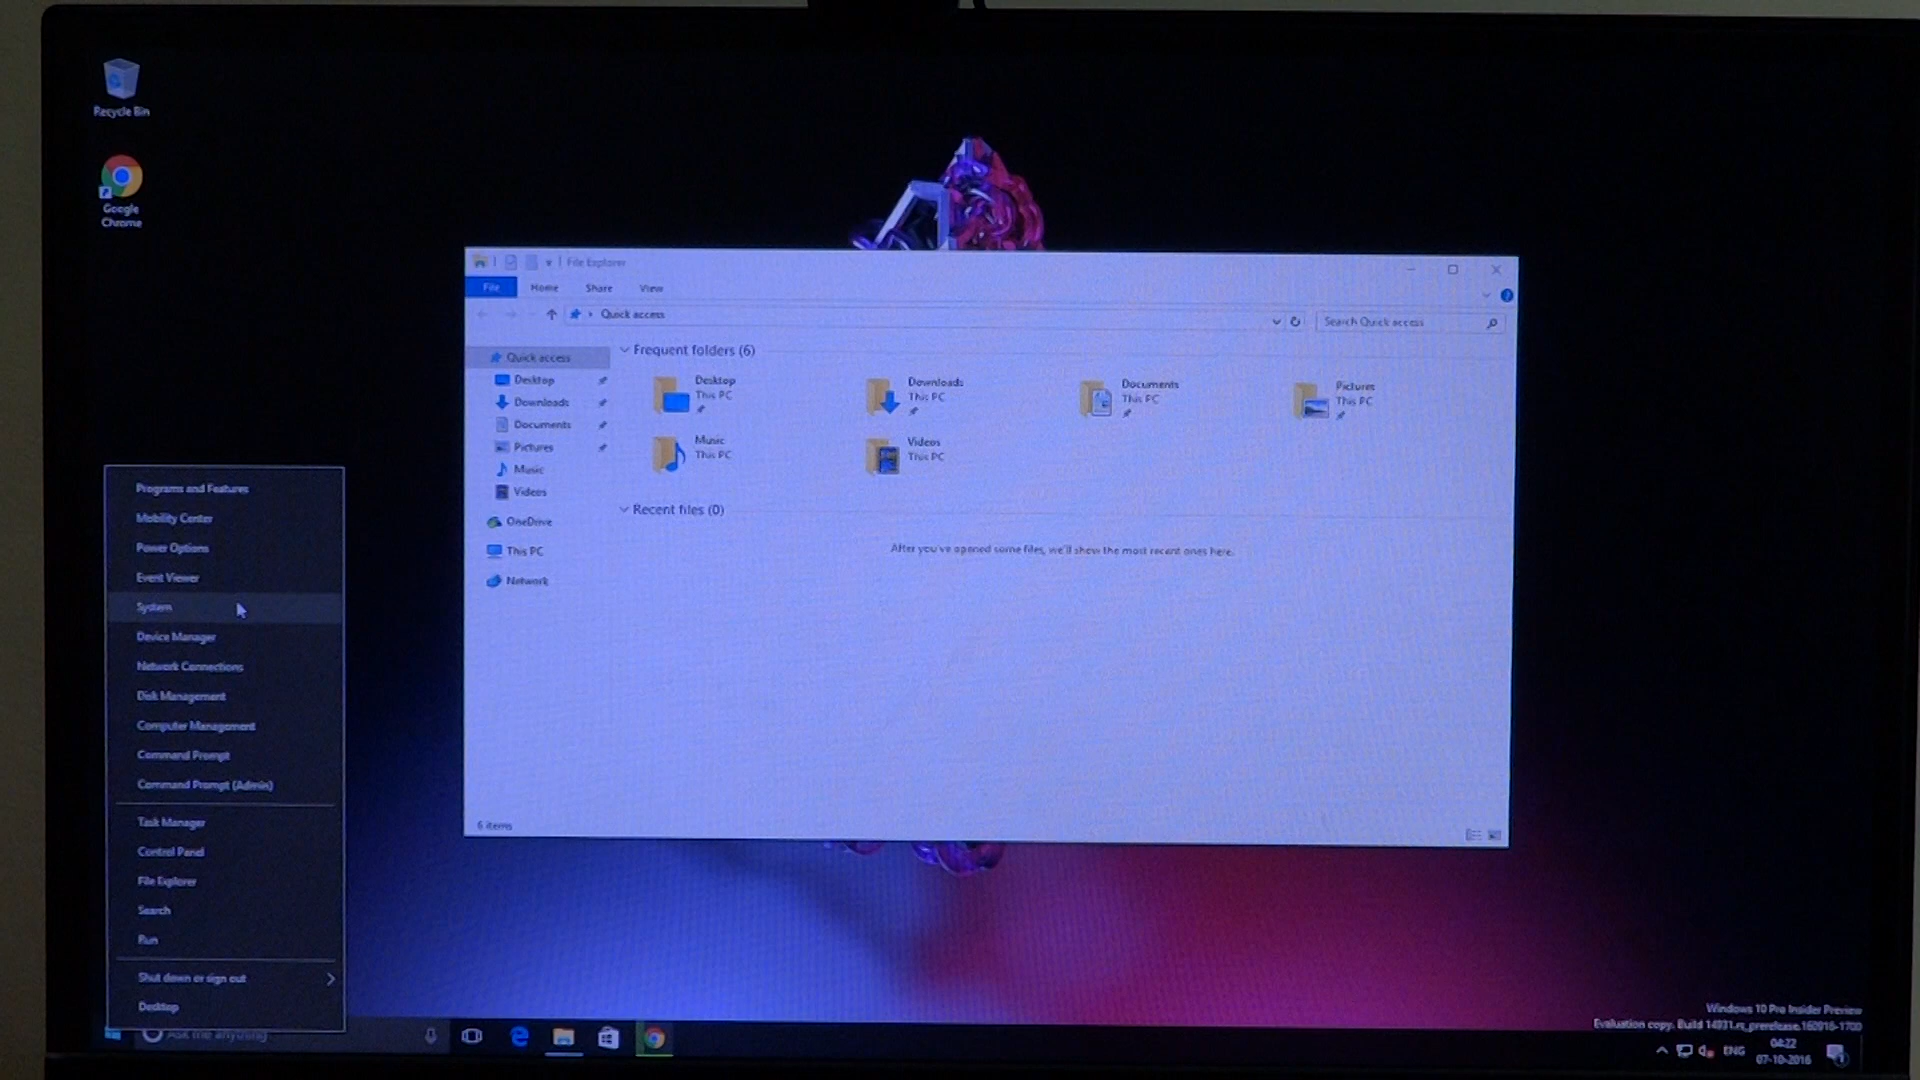 Recycle Bin
Google
Chrome
File Explorer
File
Home
Share
View
Quick access
Search Quick access
Quick access
Desktop
Downloads
Documents
Pictures
Music
Videos
OneDrive
This PC
Network
Frequent folders (6)
Desktop
This PC
Downloads
This PC
Documents
This PC
Pictures
This PC
Music
This PC
Videos
This PC
Recent files (0)
After you've opened some files, we'll show the most recent ones here.
6 items
Programs and Features
Mobility Center
Power Options
Event Viewer
System
Device Manager
Network Connections
Disk Management
Computer Management
Command Prompt
Command Prompt (Admin)
Task Manager
Control Panel
File Explorer
Search
Run
Shut down or sign out
Desktop
Ask me anything
Windows 10 Pro Insider Preview
Evaluation copy. Build 14931.rs_prerelease.160916-1700
ENG
04:22
07-10-2016
1